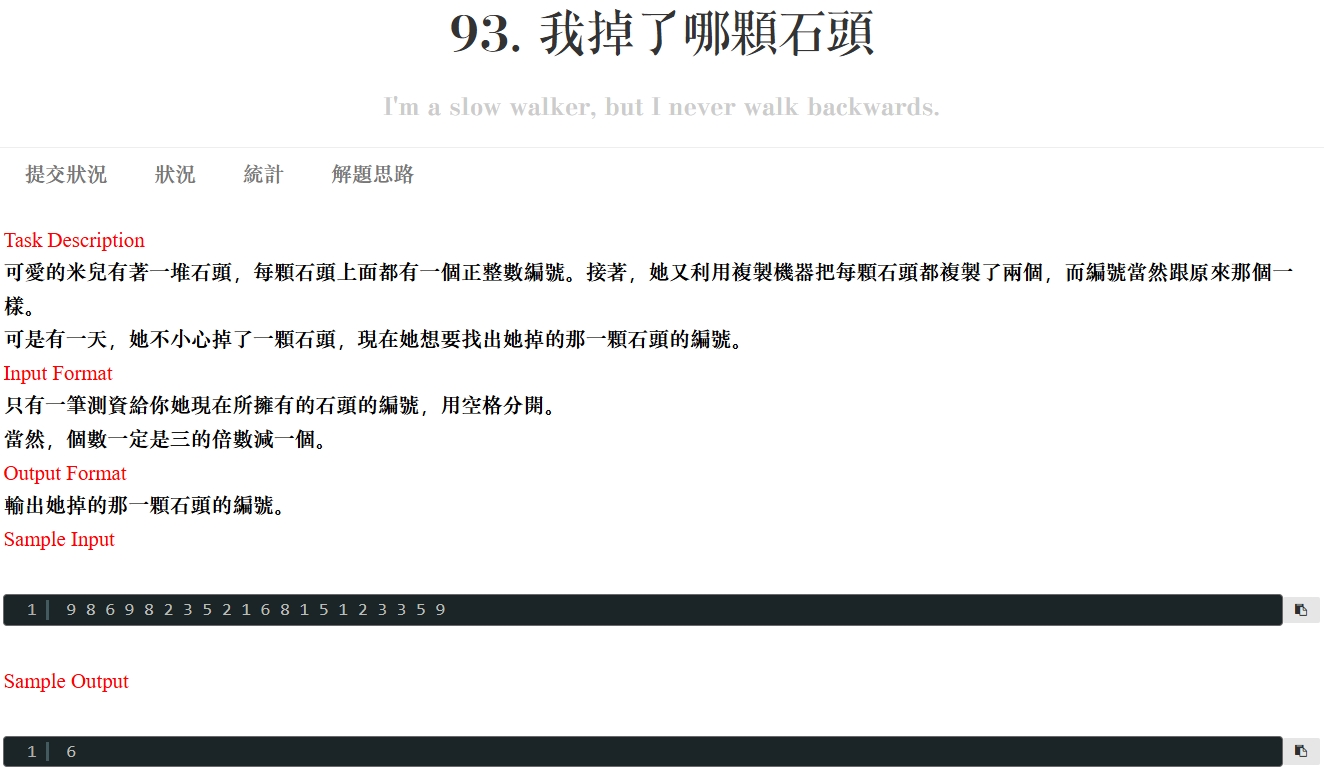 93. 我掉了哪顆石頭
I'm a slow walker, but I never walk backwards.
提交狀況 狀況 統計 解題思路
Task Description
可愛的米兒有著一堆石頭，每顆石頭上面都有一個正整數編號。接著，她又利用複製機器把每顆石頭都複製了兩個，而編號當然跟原來那個一
樣。
可是有一天，她不小心掉了一顆石頭，現在她想要找出她掉的那一顆石頭的編號。
Input Format
只有一筆測資給你她現在所擁有的石頭的編號，用空格分開。
當然，個數一定是三的倍數減一個。
Output Format
輸出她掉的那一顆石頭的編號。
Sample Input
1 9 8 6 9 8 2 3 5 2 1 6 8 1 5 1 2 3 3 5 9
Sample Output
1 6